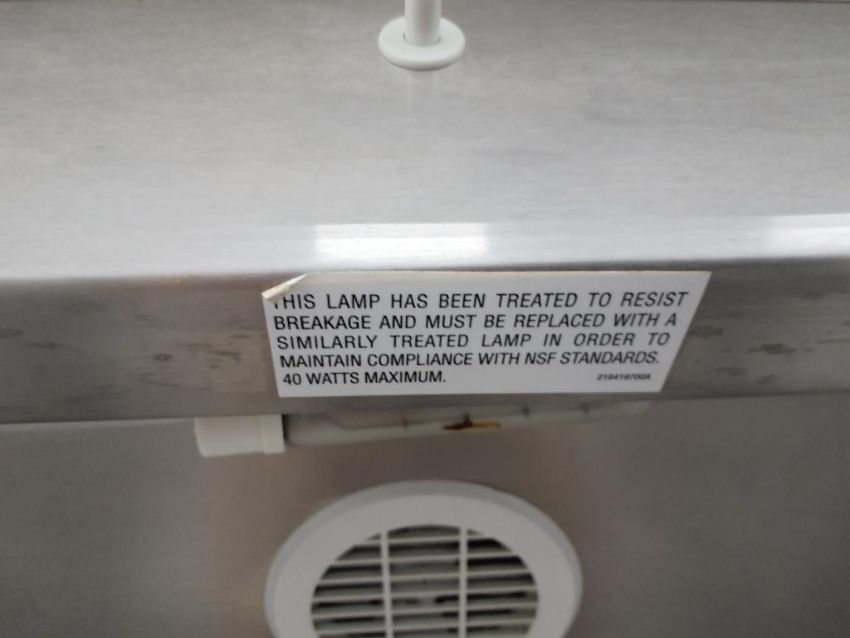 THIS LAMP HAS BEEN TREATED TO RESIST
BREAKAGE AND MUST BE REPLACED WITH A
SIMILARLY TREATED LAMP IN ORDER TO
MAINTAIN COMPLIANCE WITH NSF STANDARDS.
40 WATTS MAXIMUM.